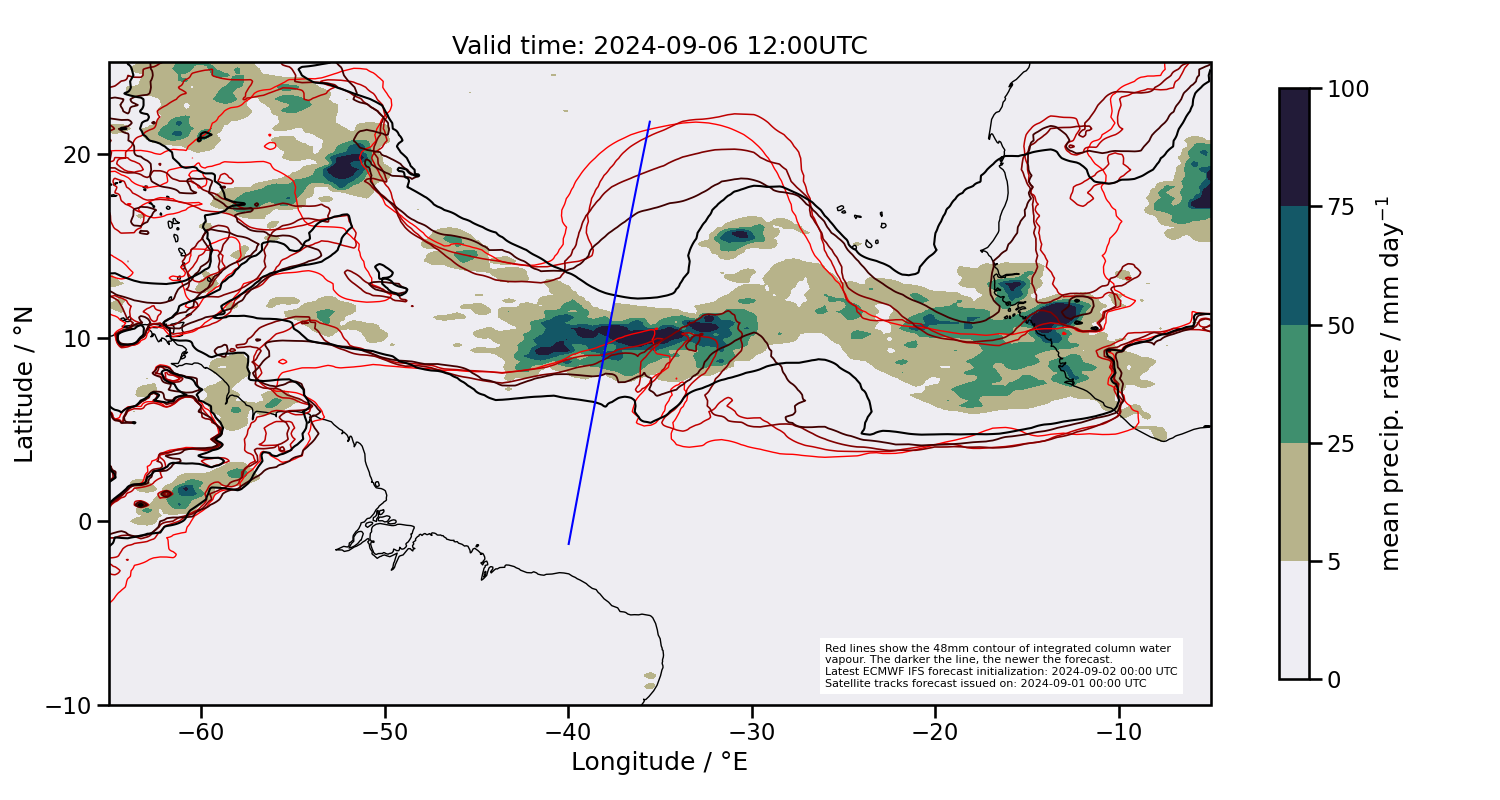 Valid time: 2024-09-06 12:00UTC
Latitude / °N
20
10
0
−10
−60
−50
−40
−30
−20
−10
Longitude / °E
Red lines show the 48mm contour of integrated column water
vapour. The darker the line, the newer the forecast.
Latest ECMWF IFS forecast initialization: 2024-09-02 00:00 UTC
Satellite tracks forecast issued on: 2024-09-01 00:00 UTC
100
75
50
25
5
0
mean precip. rate / mm day⁻¹